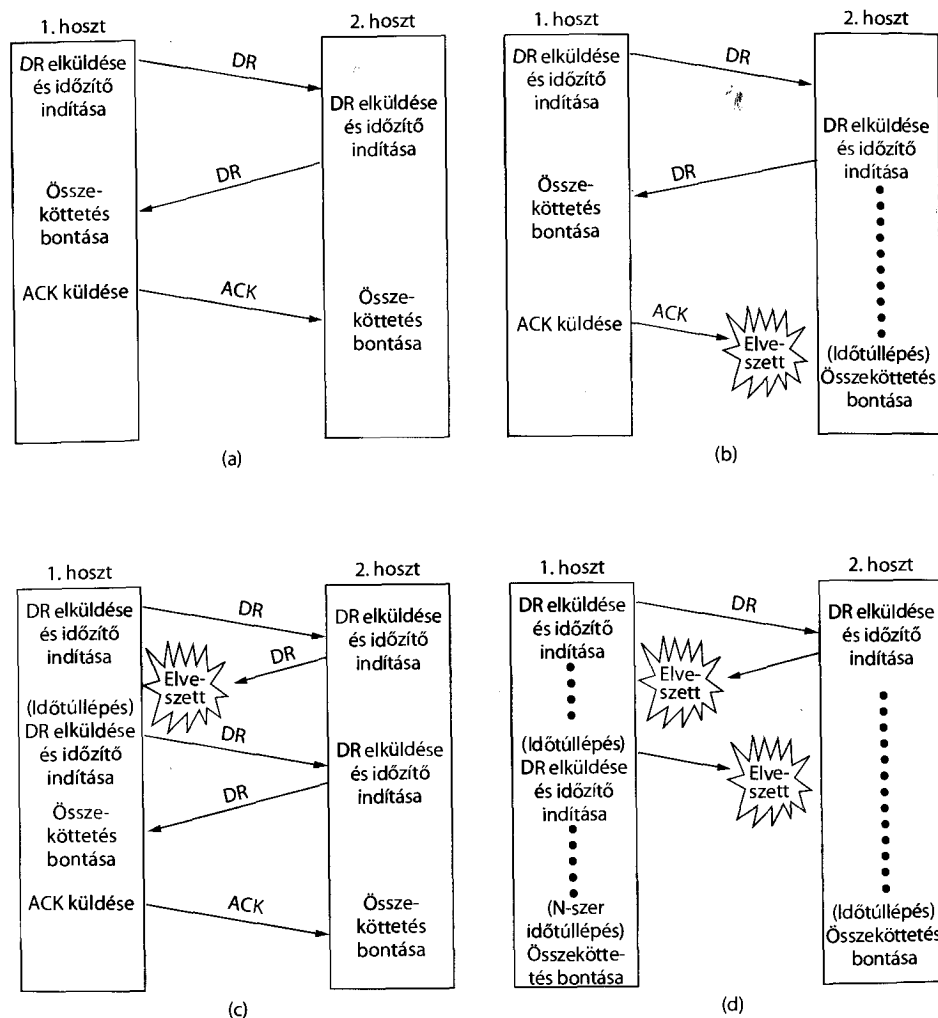 1. hoszt
2. hoszt
DR elküldése
és időzítő
indítása
DR
DR elküldése
és időzítő
indítása
DR
Össze-
köttetés
bontása
ACK küldése
ACK
Össze-
köttetés
bontása
(a)
1. hoszt
2. hoszt
DR elküldése
és időzítő
indítása
DR
DR elküldése
és időzítő
indítása
DR
Össze-
köttetés
bontása
ACK küldése
ACK
Elve-
szett
(Időtúllépés)
Összeköttetés
bontása
(b)
1. hoszt
2. hoszt
DR elküldése
és időzítő
indítása
DR
DR elküldése
és időzítő
indítása
DR
Elve-
szett
(Időtúllépés)
DR elküldése
és időzítő
indítása
DR
DR elküldése
és időzítő
indítása
DR
Össze-
köttetés
bontása
ACK küldése
ACK
Össze-
köttetés
bontása
(c)
1. hoszt
2. hoszt
DR elküldése
és időzítő
indítása
DR
DR elküldése
és időzítő
indítása
Elve-
szett
(Időtúllépés)
DR elküldése
és időzítő
indítása
Elve-
szett
(N-szer
időtúllépés)
Összekötte-
tés bontása
(Időtúllépés)
Összeköttetés
bontása
(d)